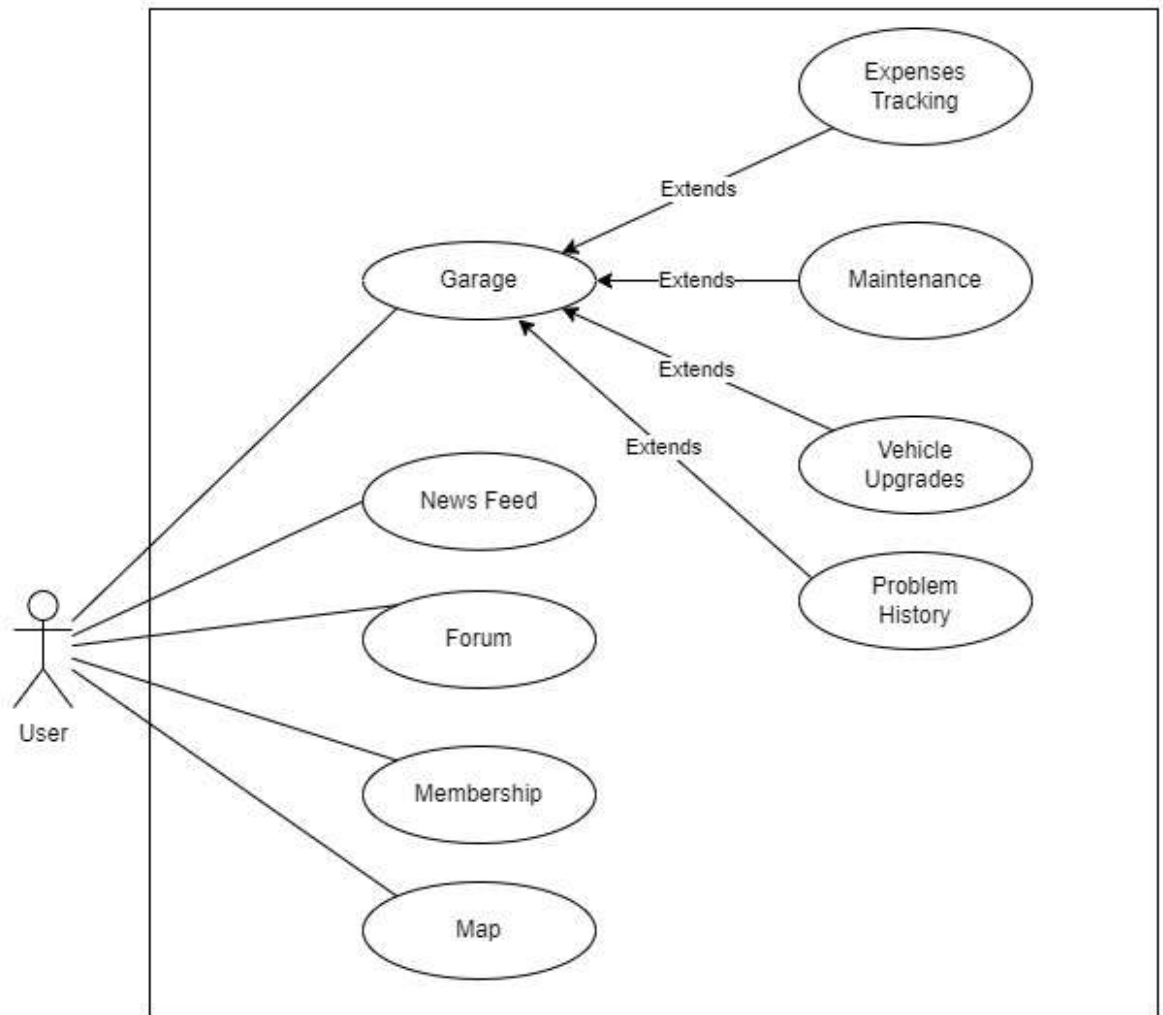 Expenses
Tracking
Extends
Garage
Extends
Maintenance
Extends
Vehicle
Upgrades
Extends
News Feed
Problem
History
Forum
User
Membership
Map